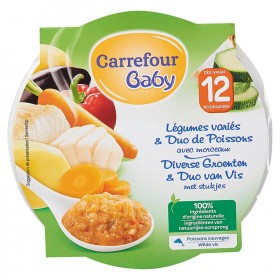 Carrefour
Baby
DÈS / VANAF
12
Légumes variés
& Duo de Poissons
avec morceaux
Diverse Groenten
& Duo van Vis
met stukjes
100%
ingrédients
d'origine naturelle
ingrediënten van
natuurlijke oorsprong
Poissons sauvages
Wilde vis